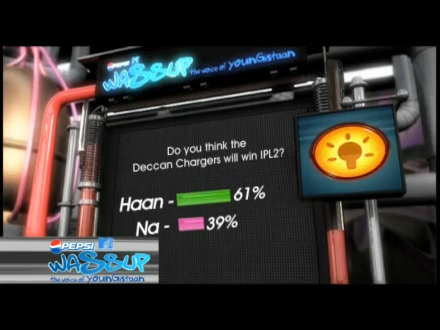 PEPSI
WASSUP
the voice of YOUNGistaan
Do you think the
Deccan Chargers will win IPL2?
Haan - 61%
Na - 39%
PEPSI
WASSUP
the voice of YOUNGistaan